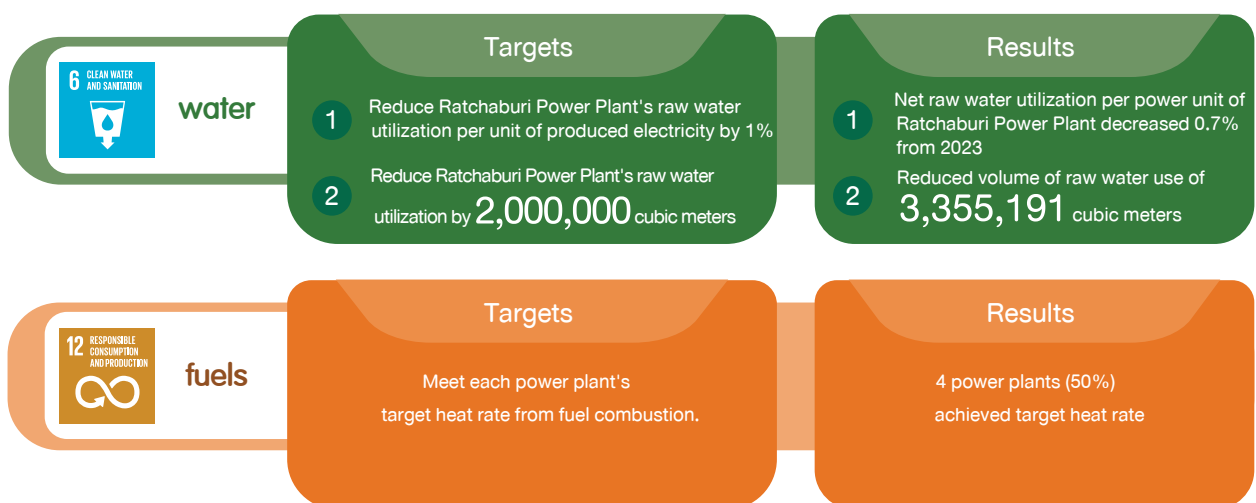 6 CLEAN WATER
AND SANITATION
water
Targets
1
Reduce Ratchaburi Power Plant's raw water
utilization per unit of produced electricity by 1%
2
Reduce Ratchaburi Power Plant's raw water
utilization by 2,000,000 cubic meters
Results
1
Net raw water utilization per power unit of
Ratchaburi Power Plant decreased 0.7%
from 2023
2
Reduced volume of raw water use of
3,355,191 cubic meters
12 RESPONSIBLE
CONSUMPTION
AND PRODUCTION
fuels
Targets
Meet each power plant's
target heat rate from fuel combustion.
Results
4 power plants (50%)
achieved target heat rate